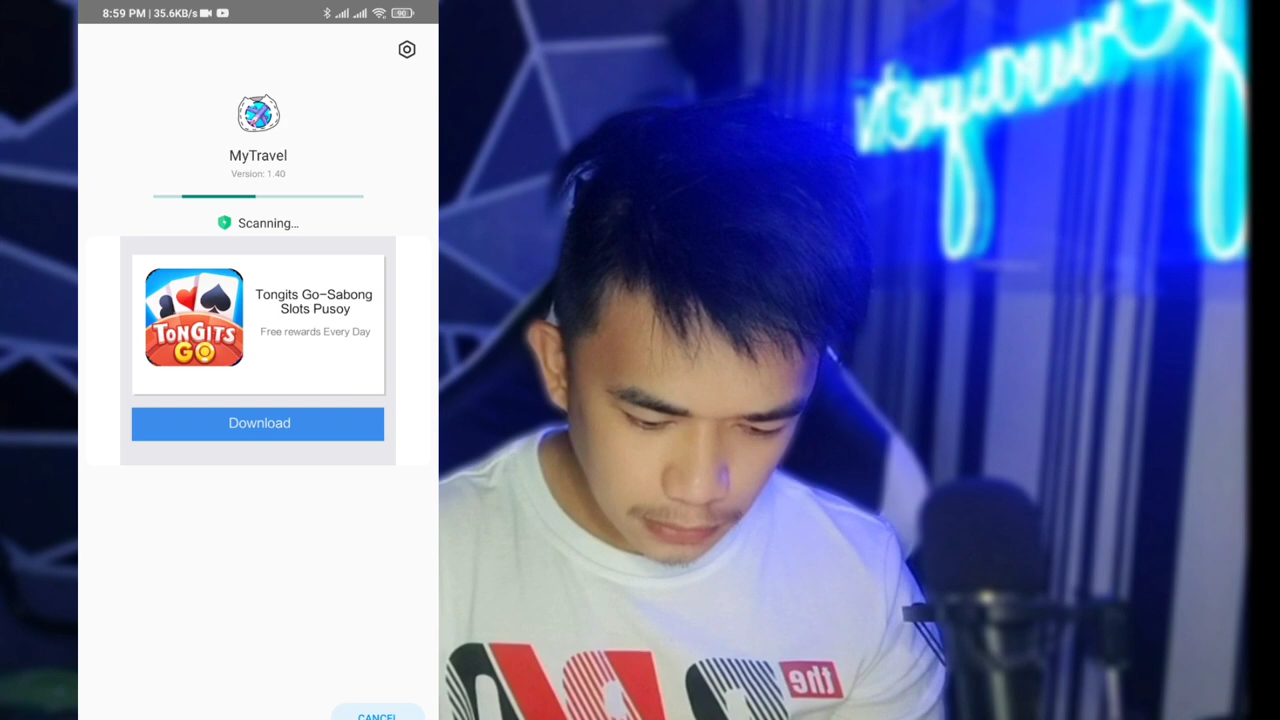 8:59 PM | 35.6KB/s
90
MyTravel
Version: 1.40
Scanning...
TONGITS
GO
Tongits Go-Sabong
Slots Pusoy
Free rewards Every Day
Download
CANCEL
the